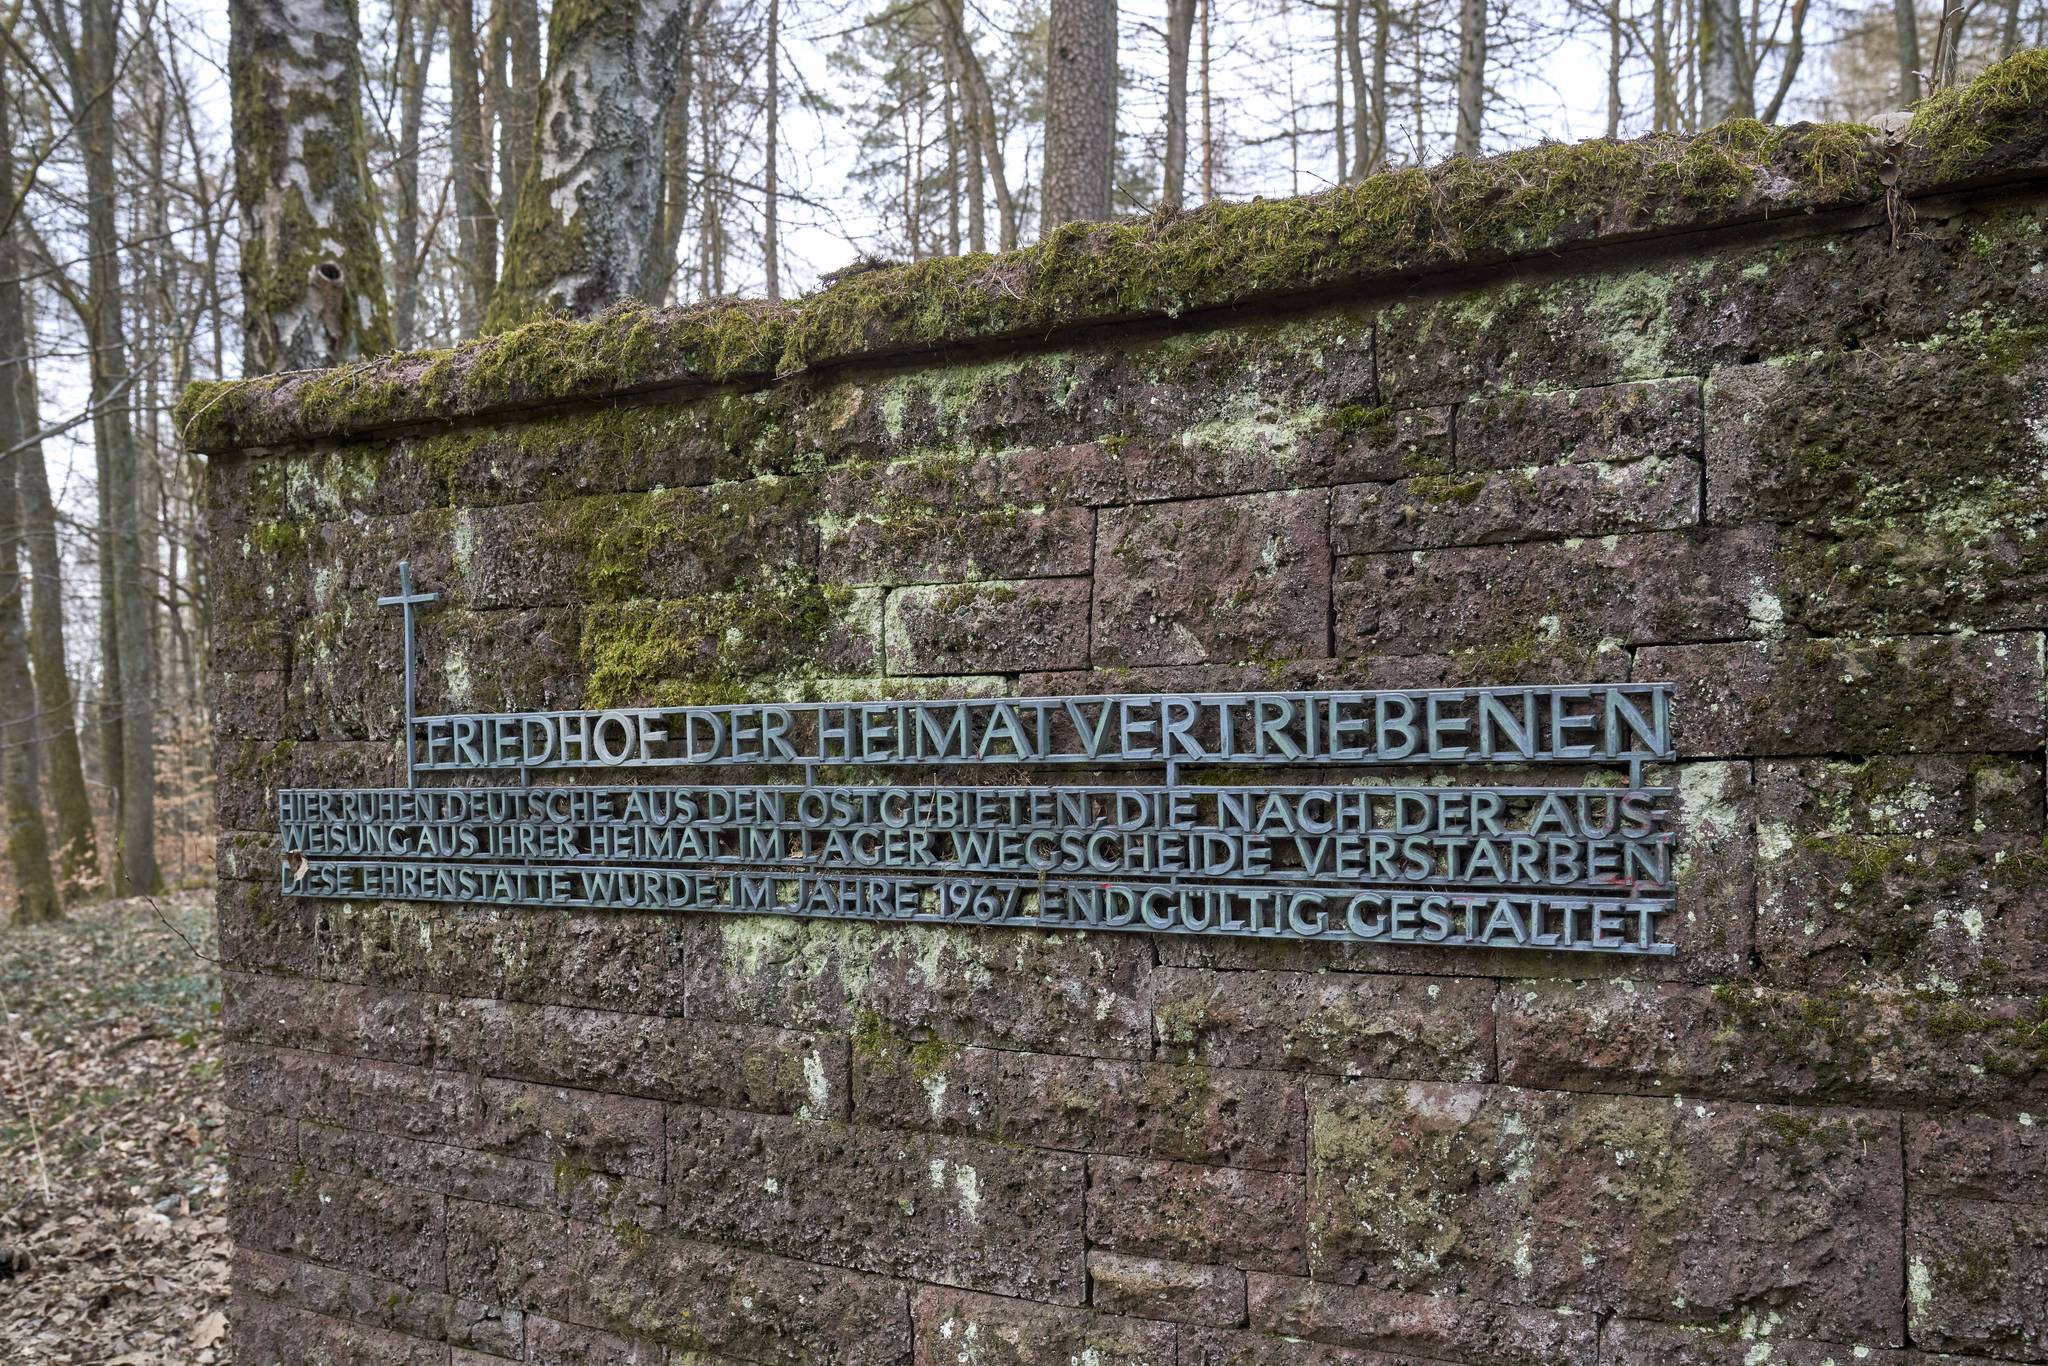 FRIEDHOF DER HEIMATVERTRIEBENEN
HIER RUHEN DEUTSCHE AUS DEN OSTGEBIETEN, DIE NACH DER AUS-
WEISUNG AUS IHRER HEIMAT IM LAGER WEGSCHEIDE VERSTARBEN
DIESE EHRENSTÄTTE WURDE IM JAHRE 1967 ENDGÜLTIG GESTALTET